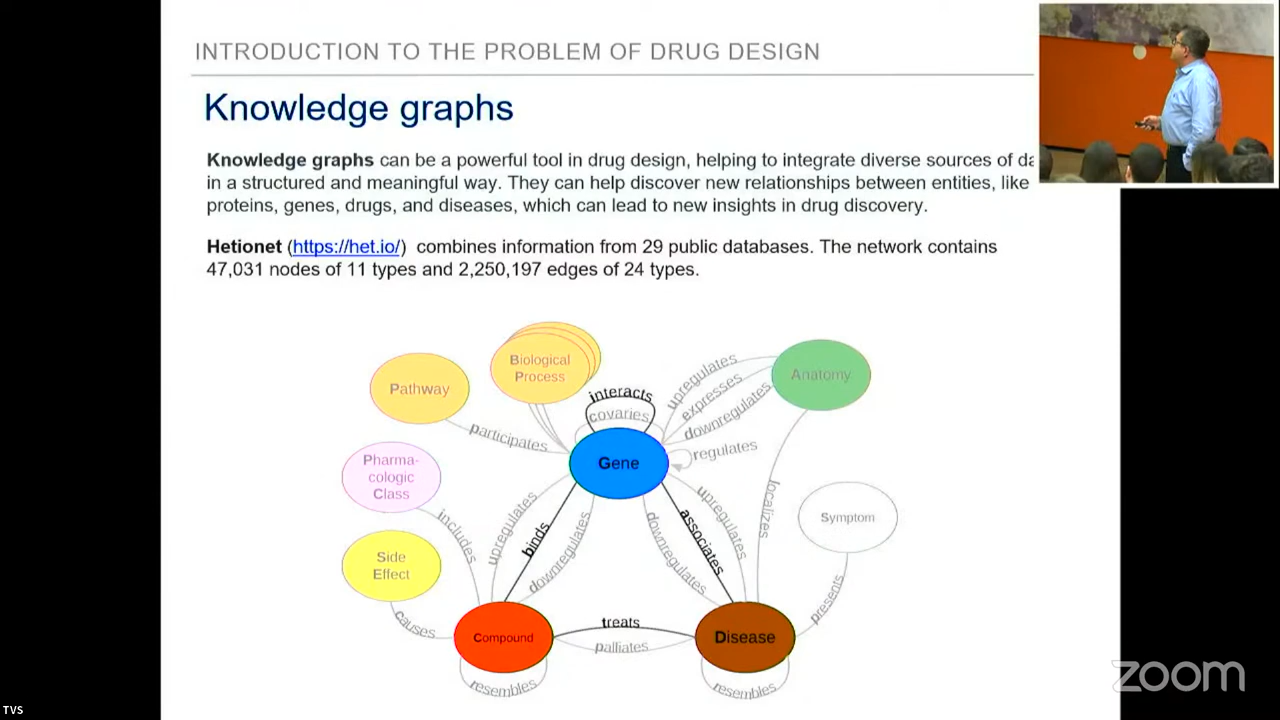 INTRODUCTION TO THE PROBLEM OF DRUG DESIGN
Knowledge graphs
Knowledge graphs can be a powerful tool in drug design, helping to integrate diverse sources of da
in a structured and meaningful way. They can help discover new relationships between entities, like
proteins, genes, drugs, and diseases, which can lead to new insights in drug discovery.
Hetionet (https://het.io/) combines information from 29 public databases. The network contains
47,031 nodes of 11 types and 2,250,197 edges of 24 types.
Biological
Process
Pathway
Anatomy
interacts
covaries
upregulates
expresses
downregulates
participates
regulates
Gene
Pharma-
cologic
Class
includes
upregulates
binds
downregulates
downregulates
associates
upregulates
localizes
Symptom
Side
Effect
causes
presents
Compound
treats
palliates
Disease
resembles
resembles
zoom
TVS